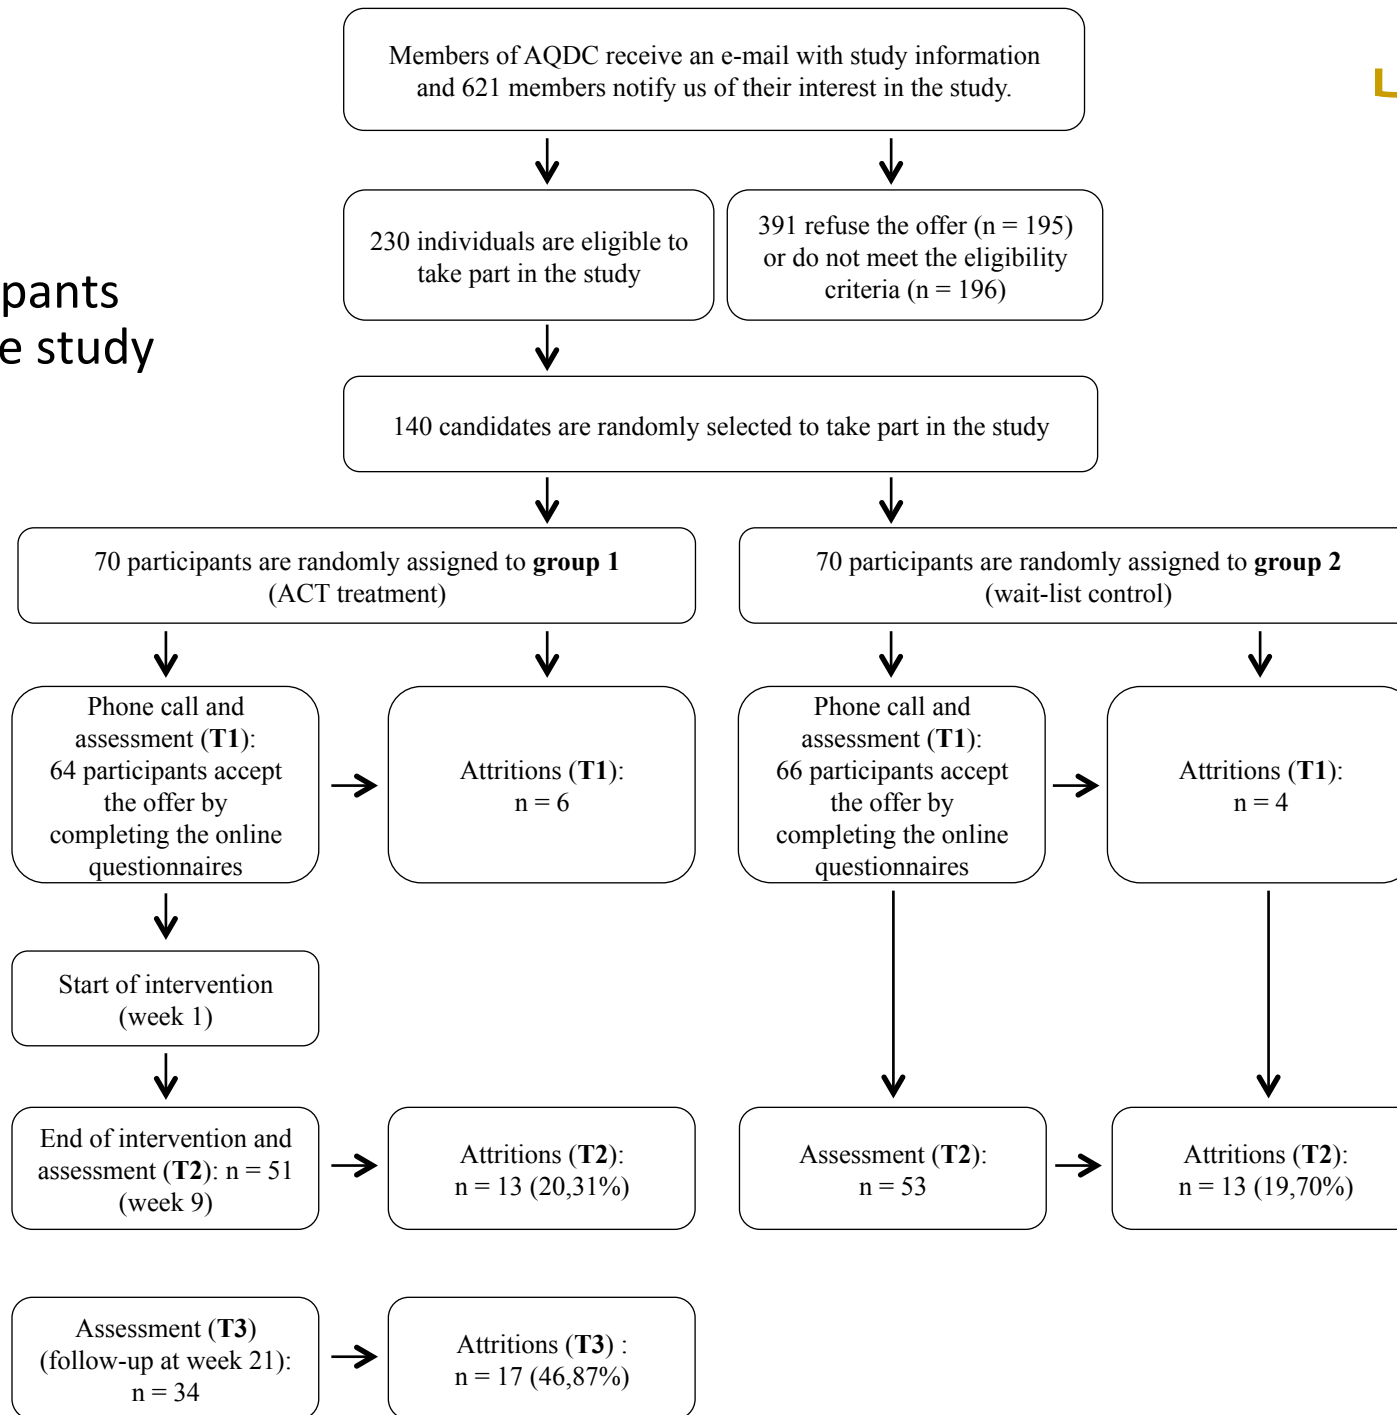 Members of AQDC receive an e-mail with study information
and 621 members notify us of their interest in the study.
230 individuals are eligible to
take part in the study
391 refuse the offer (n = 195)
or do not meet the eligibility
criteria (n = 196)
study
140 candidates are randomly selected to take part in the study
70 participants are randomly assigned to group 1
(ACT treatment)
70 participants are randomly assigned to group 2
(wait-list control)
Phone call and
assessment (T1):
64 participants accept
the offer by
completing the online
questionnaires
Attritions (T1):
n = 6
Phone call and
assessment (T1):
66 participants accept
the offer by
completing the online
questionnaires
Attritions (T1):
n = 4
Start of intervention
(week 1)
End of intervention and
assessment (T2): n = 51
(week 9)
Attritions (T2):
n = 13 (20,31%)
Assessment (T2):
n = 53
Attritions (T2):
n = 13 (19,70%)
Assessment (T3)
(follow-up at week 21):
n = 34
Attritions (T3) :
n = 17 (46,87%)